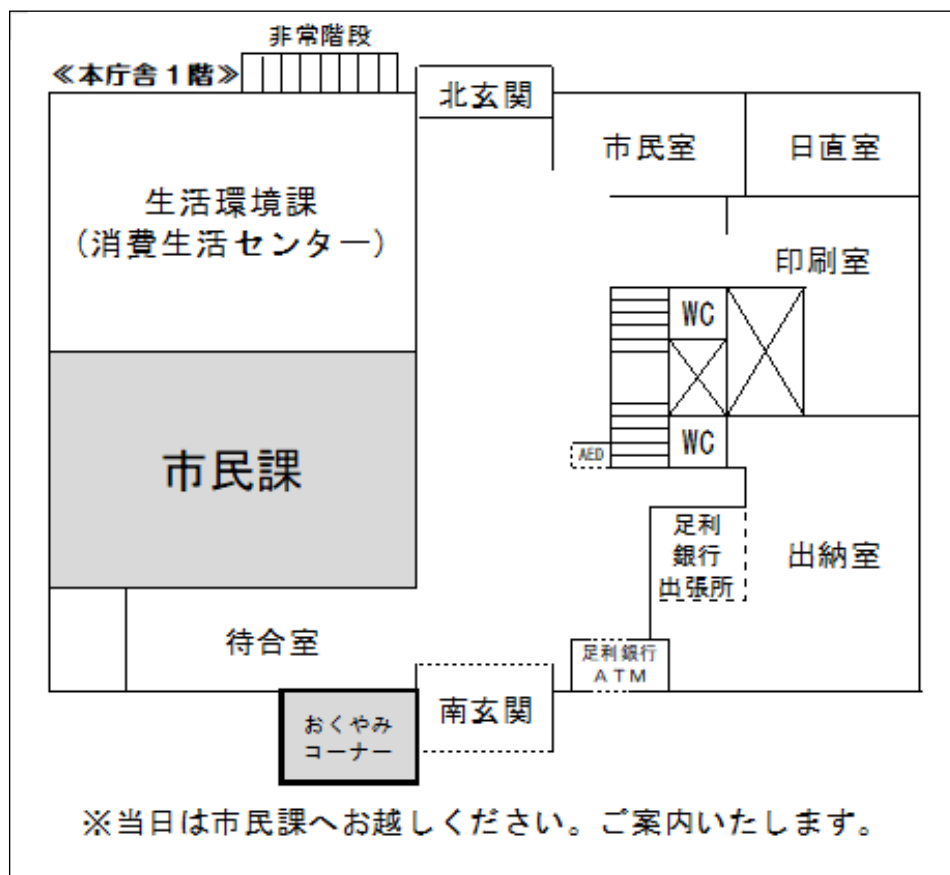 非常階段
≪本庁舎1階≫
北玄関
市民室
日直室
生活環境課
(消費生活センター)
印刷室
WC
市民課
WC
AED
足利
銀行
出張所
出納室
待合室
足利銀行
ATM
南玄関
おくやみ
コーナー
※当日は市民課へお越しください。ご案内いたします。